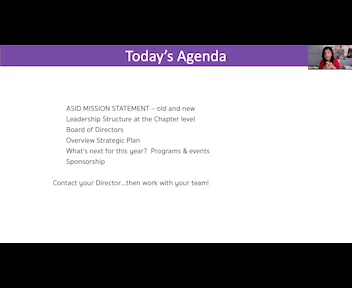 Today's Agenda
ASID MISSION STATEMENT – old and new
Leadership Structure at the Chapter level
Board of Directors
Overview Strategic Plan
What's next for this year? Programs & events
Sponsorship
Contact your Director...then work with your team!